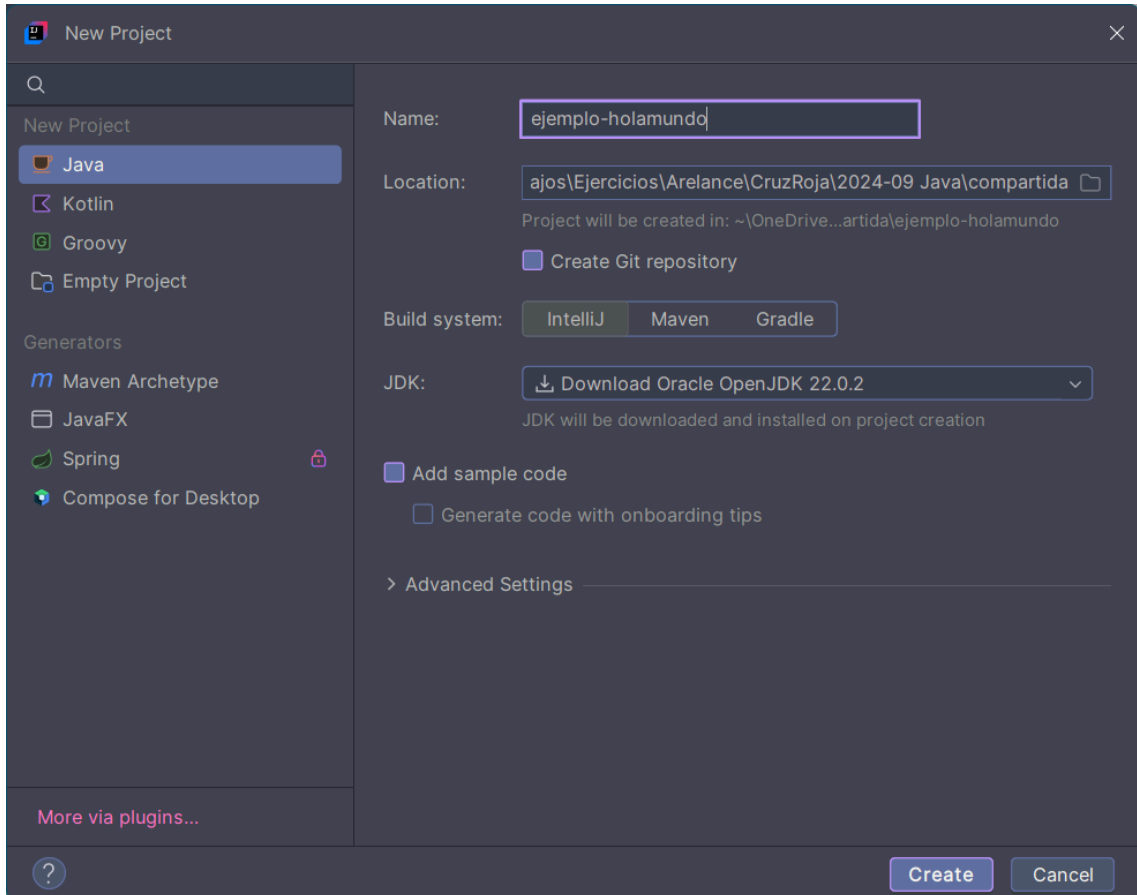 New Project
New Project
Java
Kotlin
Groovy
Empty Project
Generators
Maven Archetype
JavaFX
Spring
Compose for Desktop
More via plugins...
Name: ejemplo-holamundo
Location: ajos\Ejercicios\Arelance\CruzRoja\2024-09 Java\compartida
Project will be created in: ~\OneDrive...artida\ejemplo-holamundo
Create Git repository
Build system: IntelliJ Maven Gradle
JDK: Download Oracle OpenJDK 22.0.2
JDK will be downloaded and installed on project creation
Add sample code
Generate code with onboarding tips
Advanced Settings
? Create Cancel